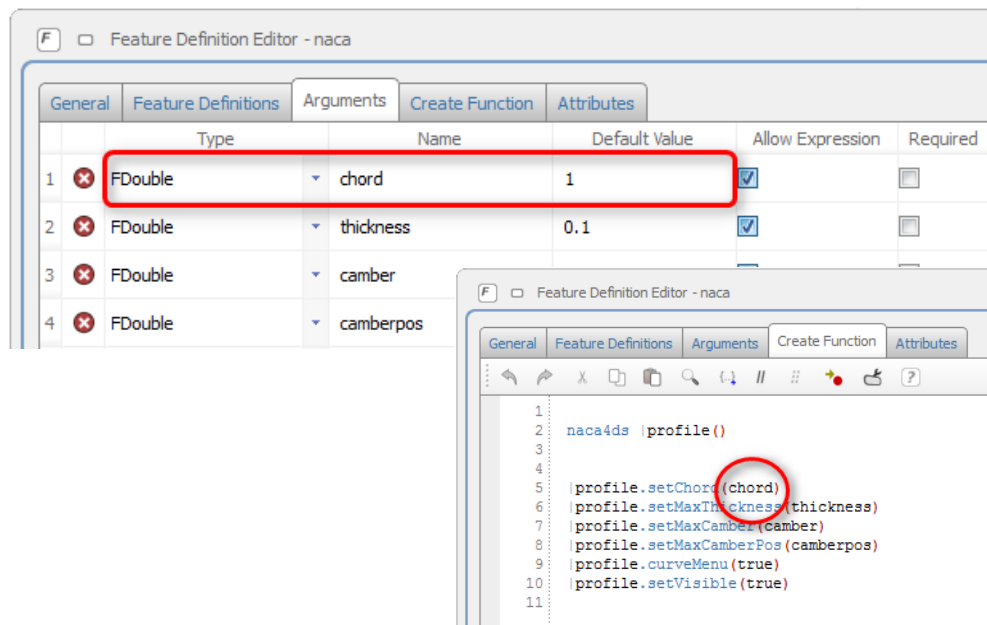 F Feature Definition Editor - naca
General Feature Definitions Arguments Create Function Attributes
Type Name Default Value Allow Expression Required
1 FDouble chord 1
2 FDouble thickness 0.1
3 FDouble camber
4 FDouble camberpos
F Feature Definition Editor - naca
General Feature Definitions Arguments Create Function Attributes
1
2 naca4ds |profile()
3
4
5 |profile.setChord(chord)
6 |profile.setMaxThickness(thickness)
7 |profile.setMaxCamber(camber)
8 |profile.setMaxCamberPos(camberpos)
9 |profile.curveMenu(true)
10 |profile.setVisible(true)
11